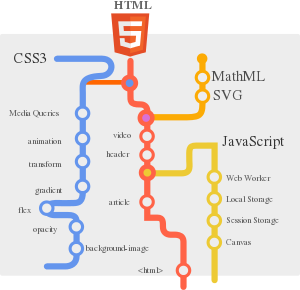 HTML
5
CSS3
MathML
SVG
Media Queries
video
animation
header
JavaScript
transform
Web Worker
gradient
Local Storage
article
flex
Session Storage
opacity
Canvas
background-image
<html>